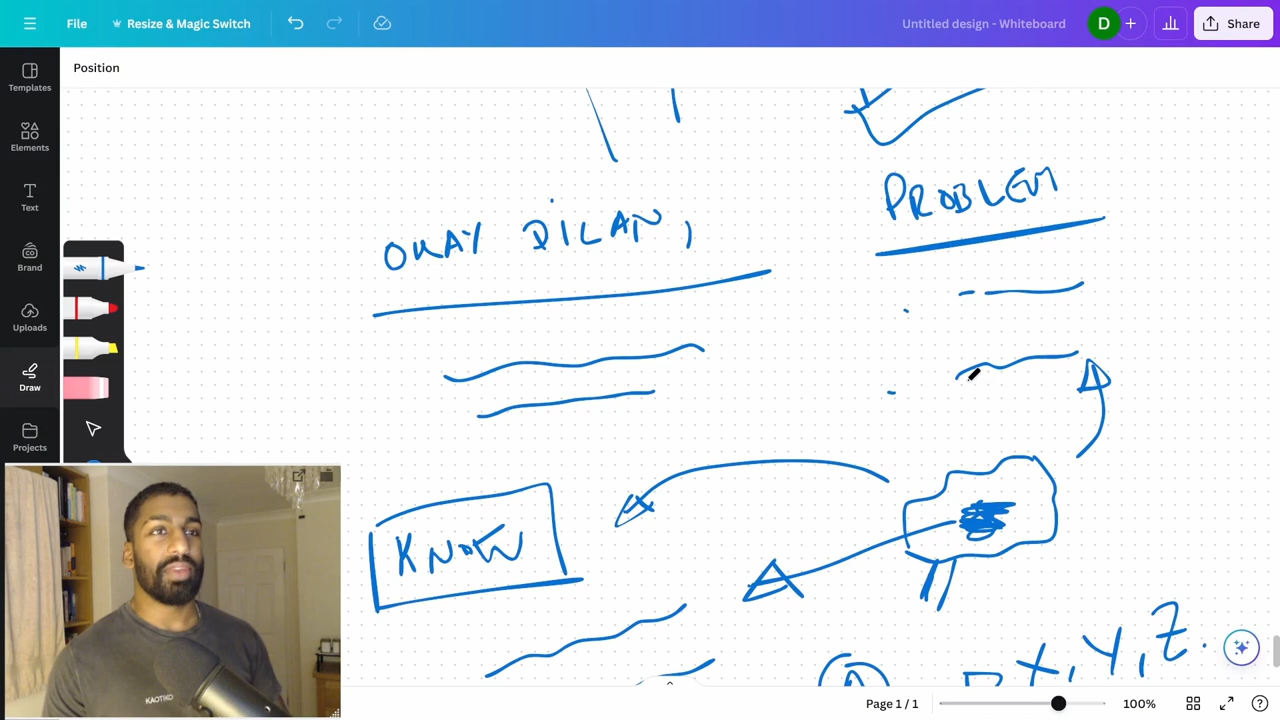 File
Resize & Magic Switch
Untitled design - Whiteboard
D
Share
Position
Templates
Elements
Text
Brand
Uploads
Draw
Projects
PROBLEM
OKAY DILAN,
KNOW
X, Y, Z.
KAOTIKO
Page 1 / 1
100%